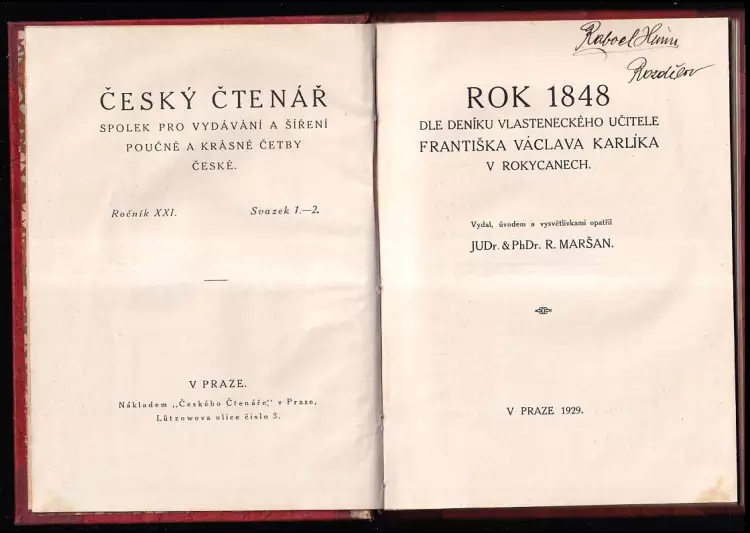 ČESKÝ ČTENÁŘ
SPOLEK PRO VYDÁVÁNÍ A ŠÍŘENÍ
POUČNÉ A KRÁSNÉ ČETBY
ČESKÉ.
Ročník XXI. Svazek 1.—2.
V PRAZE.
Nákladem „Českého Čtenáře“ v Praze,
Lützowova ulice číslo 3.
ROK 1848
DLE DENÍKU VLASTENECKÉHO UČITELE
FRANTIŠKA VÁCLAVA KARLÍKA
V ROKYCANECH.
Vydal, úvodem a vysvětlivkami opatřil
JUDr. & PhDr. R. MARŠAN.
V PRAZE 1929.